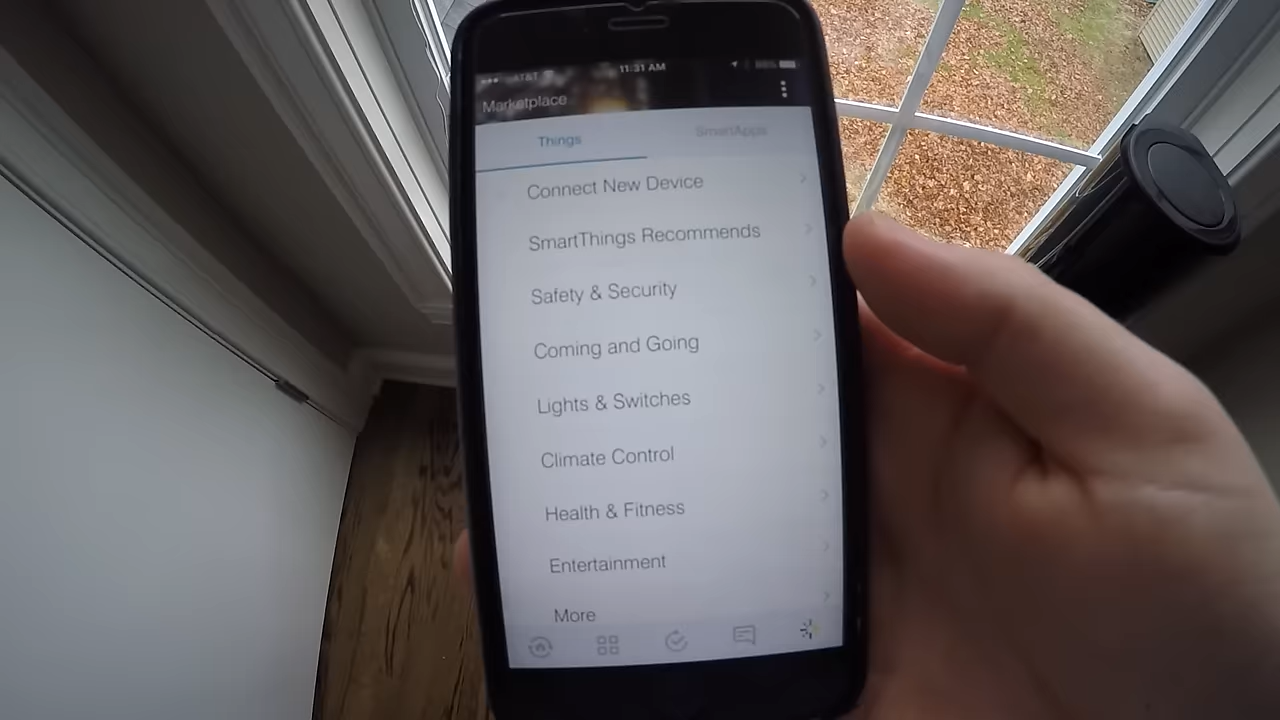 AT&T 11:31 AM
Marketplace
Things SmartApps
Connect New Device
SmartThings Recommends
Safety & Security
Coming and Going
Lights & Switches
Climate Control
Health & Fitness
Entertainment
More